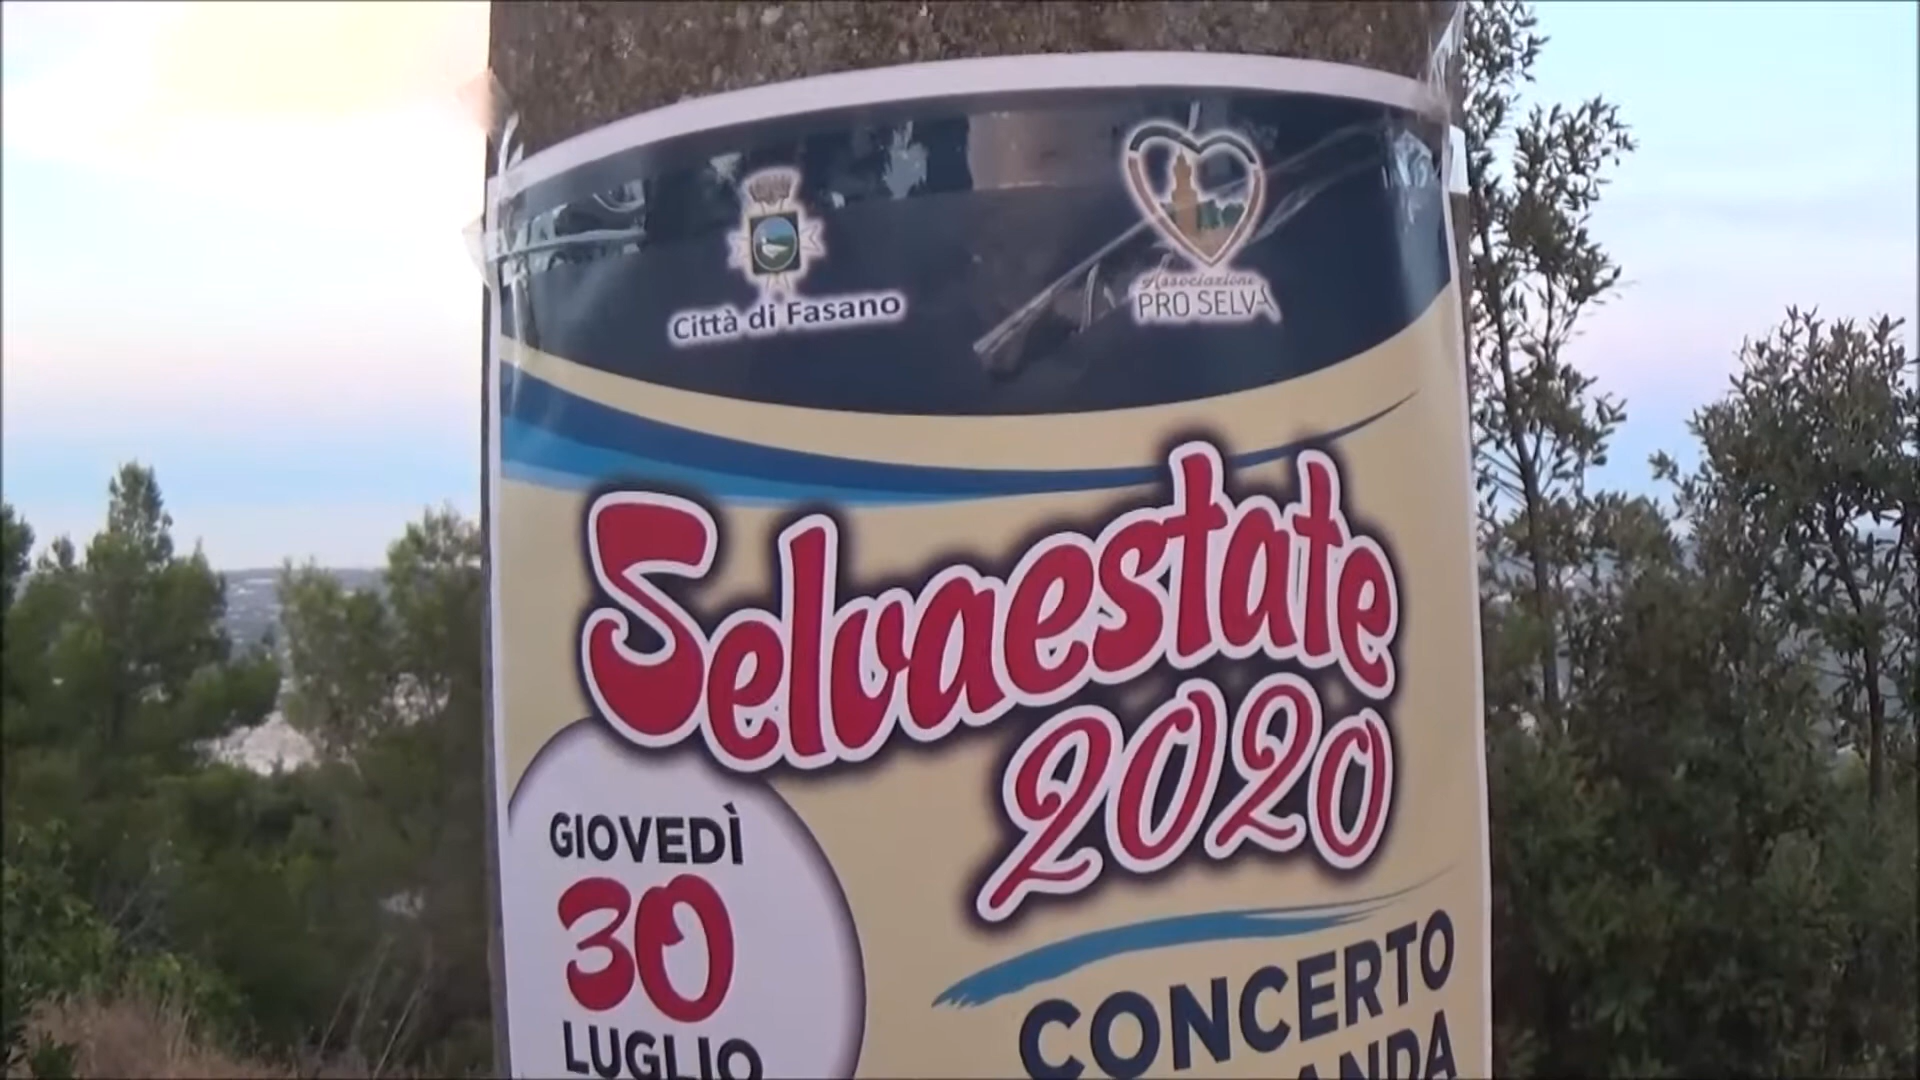 Città di Fasano
Associazione
PRO SELVA
Selvaestate
2020
GIOVEDÌ
30
LUGLIO
CONCERTO